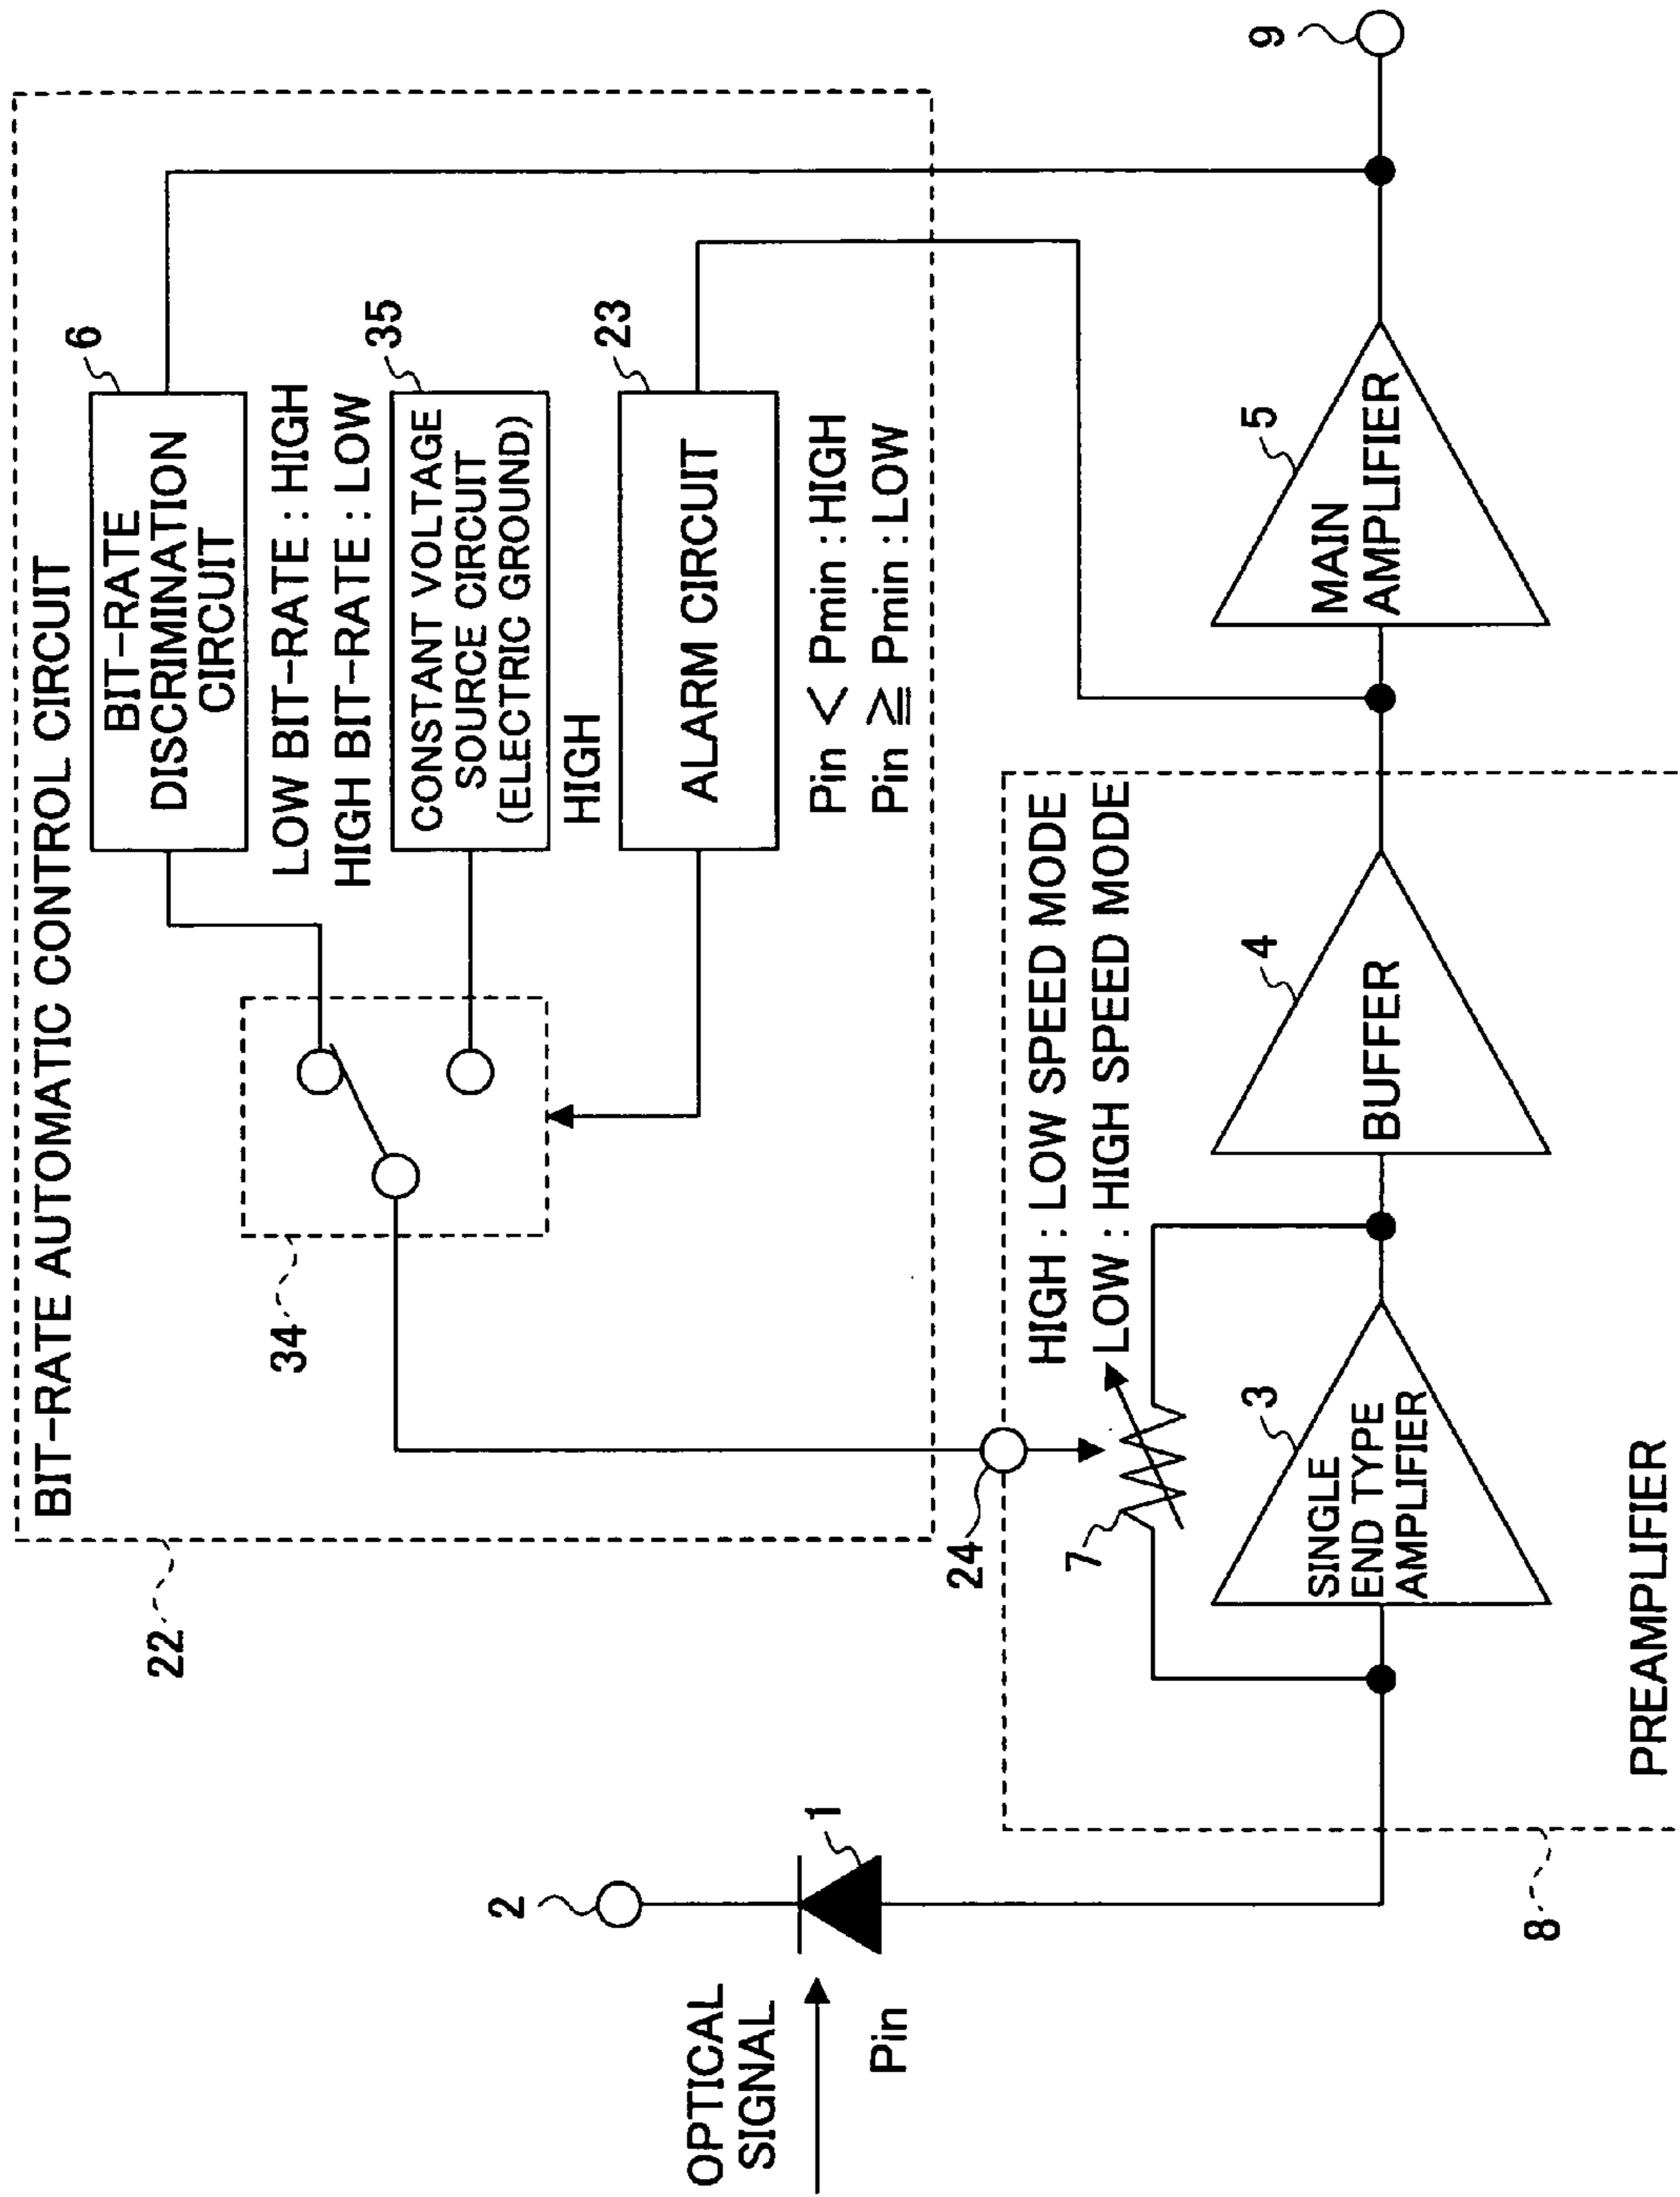 BIT-RATE AUTOMATIC CONTROL CIRCUIT
22
34
6
BIT-RATE
DISCRIMINATION
CIRCUIT
LOW BIT-RATE : HIGH
HIGH BIT-RATE : LOW
35
CONSTANT VOLTAGE
SOURCE CIRCUIT
(ELECTRIC GROUND)
HIGH
23
ALARM CIRCUIT
Pin < Pmin : HIGH
Pin ≧ Pmin : LOW
OPTICAL
SIGNAL
Pin
2
1
24
HIGH : LOW SPEED MODE
LOW : HIGH SPEED MODE
7
3
SINGLE
END TYPE
AMPLIFIER
4
BUFFER
5
MAIN
AMPLIFIER
9
8
PREAMPLIFIER